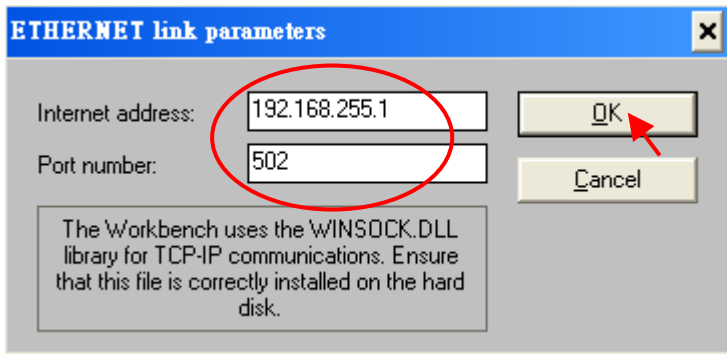 ETHERNET link parameters
Internet address: 192.168.255.1
OK
Port number: 502
Cancel
The Workbench uses the WINSOCK.DLL
library for TCP-IP communications. Ensure
that this file is correctly installed on the hard
disk.